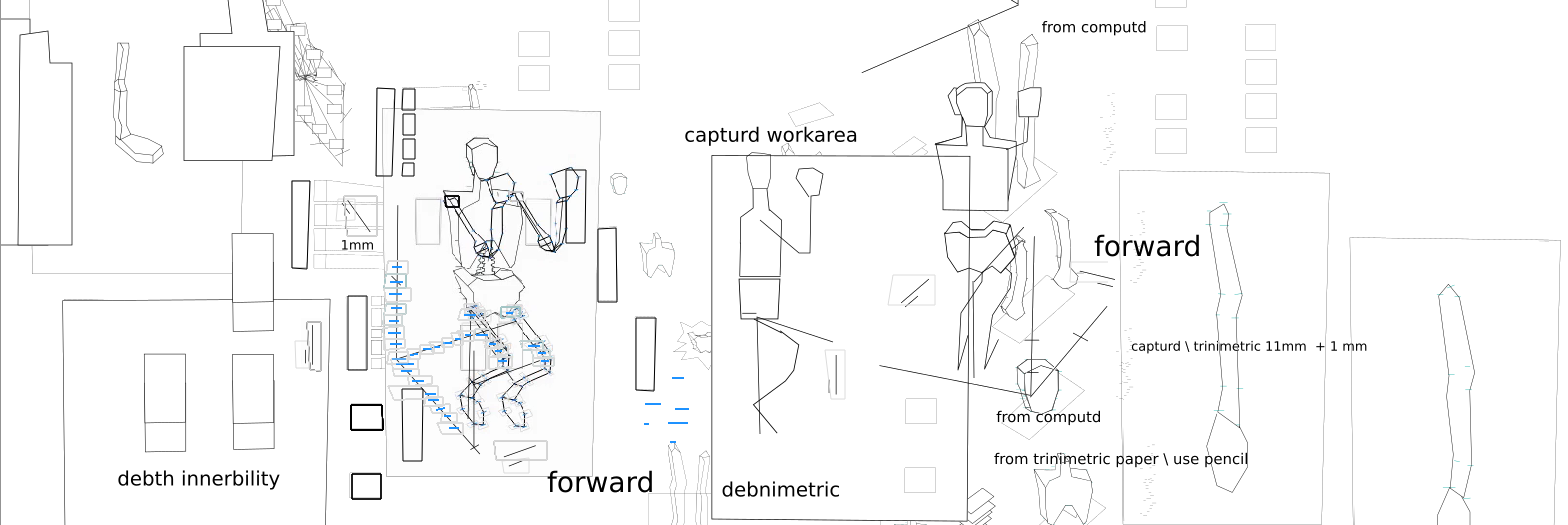 from computd
capturd workarea
1mm
forward
capturd \ trinimetric 11mm  + 1 mm
from computd
from trinimetric paper \ use pencil
debth innerbility
forward
debnimetric